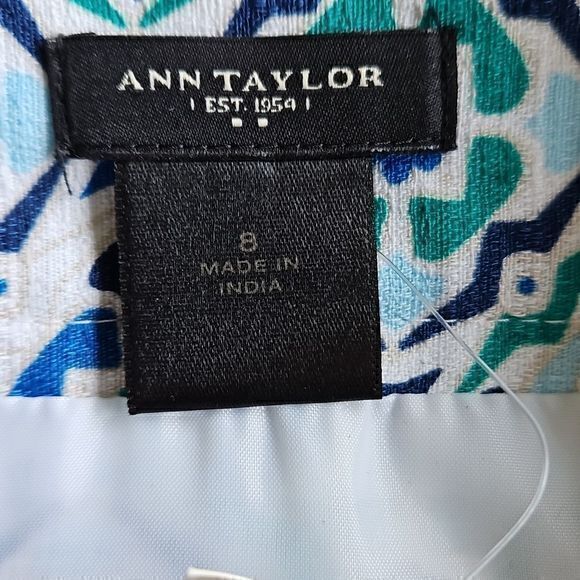 ANN TAYLOR
EST. 1954
8
MADE IN
INDIA